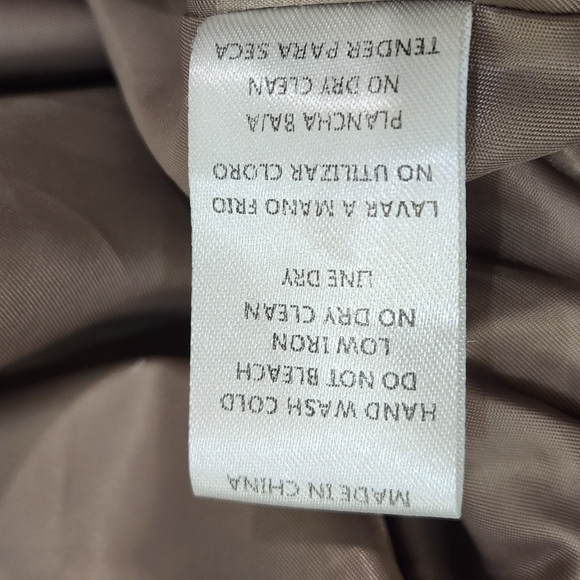 MADE IN CHINA
HAND WASH COLD
DO NOT BLEACH
LOW IRON
NO DRY CLEAN
LINE DRY
LAVAR A MANO FRIO
NO UTILIZAR CLORO
PLANCHA BAJA
NO DRY CLEAN
TENDER PARA SECA